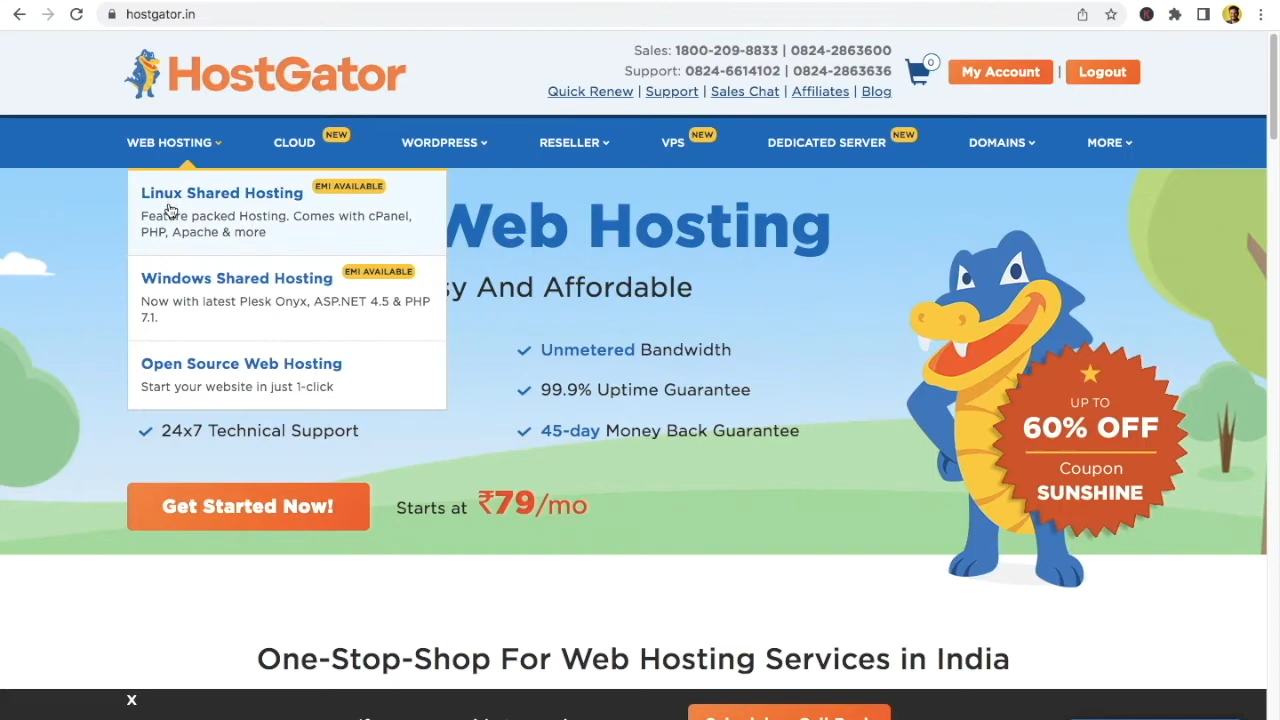 hostgator.in
Sales: 1800-209-8833 | 0824-2863600
Support: 0824-6614102 | 0824-2863636
Quick Renew | Support | Sales Chat | Affiliates | Blog
0
My Account | Logout
HostGator
WEB HOSTING
CLOUD NEW
WORDPRESS
RESELLER
VPS NEW
DEDICATED SERVER NEW
DOMAINS
MORE
Linux Shared Hosting EMI AVAILABLE
Feature packed Hosting. Comes with cPanel,
PHP, Apache & more
Windows Shared Hosting EMI AVAILABLE
Now with latest Plesk Onyx, ASP.NET 4.5 & PHP
7.1.
Open Source Web Hosting
Start your website in just 1-click
Web Hosting
And Affordable
Unmetered Bandwidth
99.9% Uptime Guarantee
24x7 Technical Support
45-day Money Back Guarantee
Get Started Now!
Starts at ₹79/mo
UP TO
60% OFF
Coupon
SUNSHINE
One-Stop-Shop For Web Hosting Services in India
X